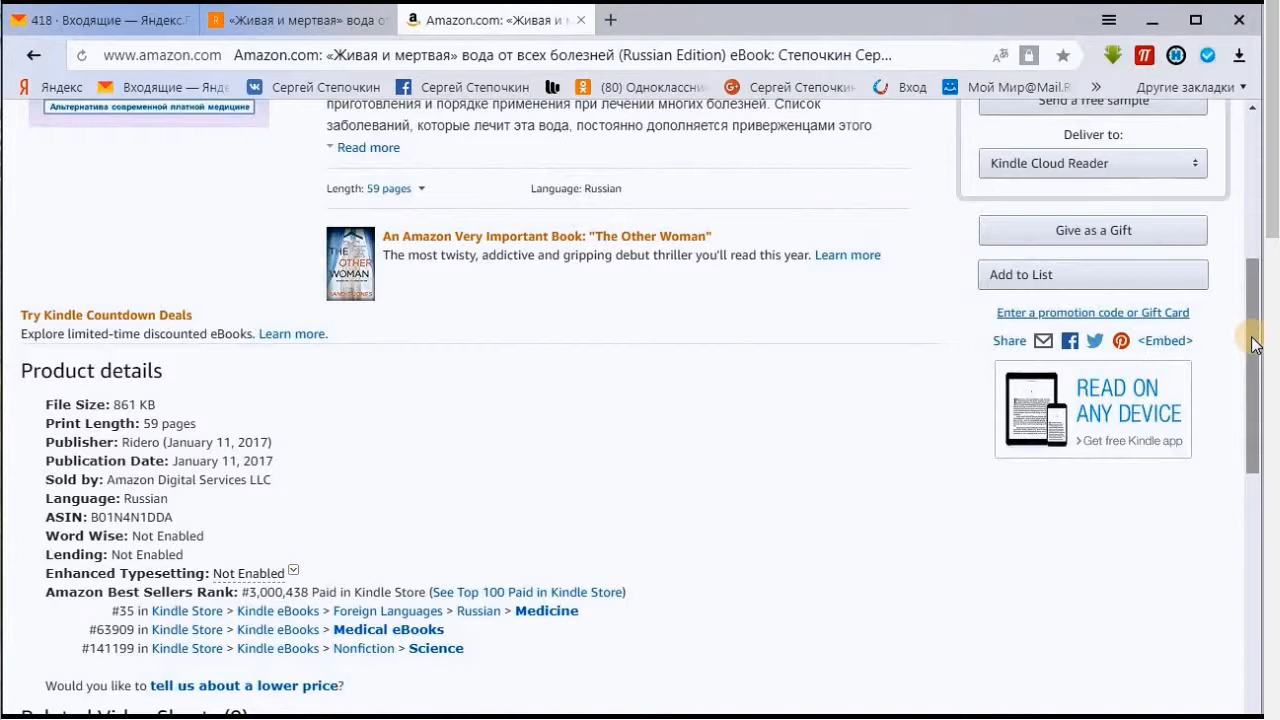 418 · Входящие — Яндекс.
«Живая и мертвая» вода о
Amazon.com: «Живая и
www.amazon.com Amazon.com: «Живая и мертвая» вода от всех болезней (Russian Edition) eBook: Степочкин Сер...
Яндекс
Входящие — Янде
Сергей Степочкин
Сергей Степочкин
(80) Одноклассни
Сергей Степочкин
Вход
Мой Мир@Mail.R
Другие закладки
Альтернатива современной платной медицине
приготовления и порядке применения при лечении многих болезней. Список
заболеваний, которые лечит эта вода, постоянно дополняется приверженцами этого
Read more
Length: 59 pages
Language: Russian
An Amazon Very Important Book: "The Other Woman"
The most twisty, addictive and gripping debut thriller you'll read this year. Learn more
THE OTHER WOMAN
Try Kindle Countdown Deals
Explore limited-time discounted eBooks. Learn more.
Product details
File Size: 861 KB
Print Length: 59 pages
Publisher: Ridero (January 11, 2017)
Publication Date: January 11, 2017
Sold by: Amazon Digital Services LLC
Language: Russian
ASIN: B01N4N1DDA
Word Wise: Not Enabled
Lending: Not Enabled
Enhanced Typesetting: Not Enabled
Amazon Best Sellers Rank: #3,000,438 Paid in Kindle Store (See Top 100 Paid in Kindle Store)
#35 in Kindle Store > Kindle eBooks > Foreign Languages > Russian > Medicine
#63909 in Kindle Store > Kindle eBooks > Medical eBooks
#141199 in Kindle Store > Kindle eBooks > Nonfiction > Science
Would you like to tell us about a lower price?
Related Video Shorts (0)
Send a free sample
Deliver to:
Kindle Cloud Reader
Give as a Gift
Add to List
Enter a promotion code or Gift Card
Share <Embed>
READ ON
ANY DEVICE
> Get free Kindle app